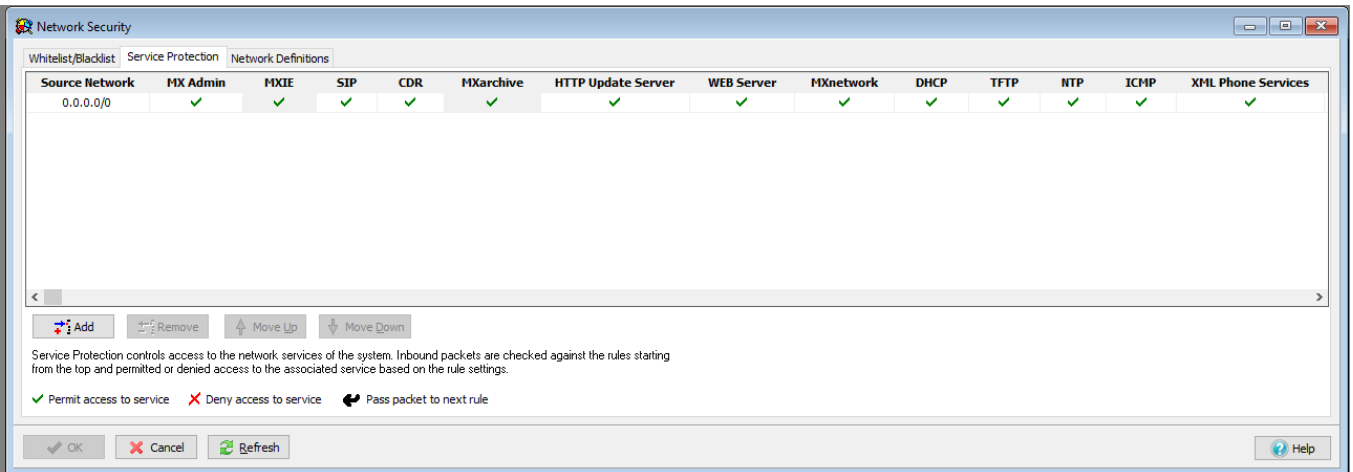 Network Security
Whitelist/Blacklist Service Protection Network Definitions
Source Network MX Admin MXIE SIP CDR MXarchive HTTP Update Server WEB Server MXnetwork DHCP TFTP NTP ICMP XML Phone Services
0.0.0.0/0
Add Remove Move Up Move Down
Service Protection controls access to the network services of the system. Inbound packets are checked against the rules starting
from the top and permitted or denied access to the associated service based on the rule settings.
Permit access to service Deny access to service Pass packet to next rule
OK Cancel Refresh Help